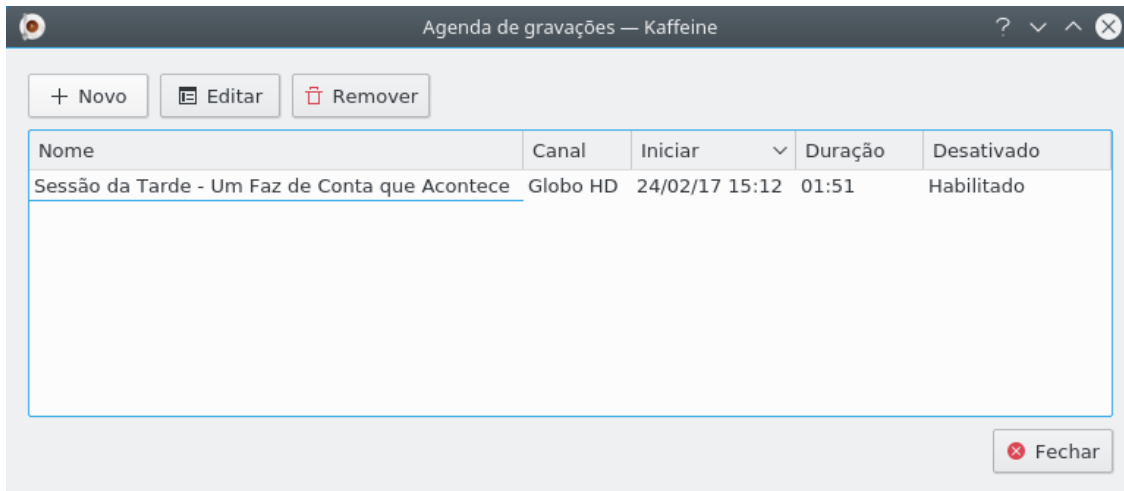 Agenda de gravações — Kaffeine
Novo Editar Remover
Nome Canal Iniciar Duração Desativado
Sessão da Tarde - Um Faz de Conta que Acontece Globo HD 24/02/17 15:12 01:51 Habilitado
Fechar